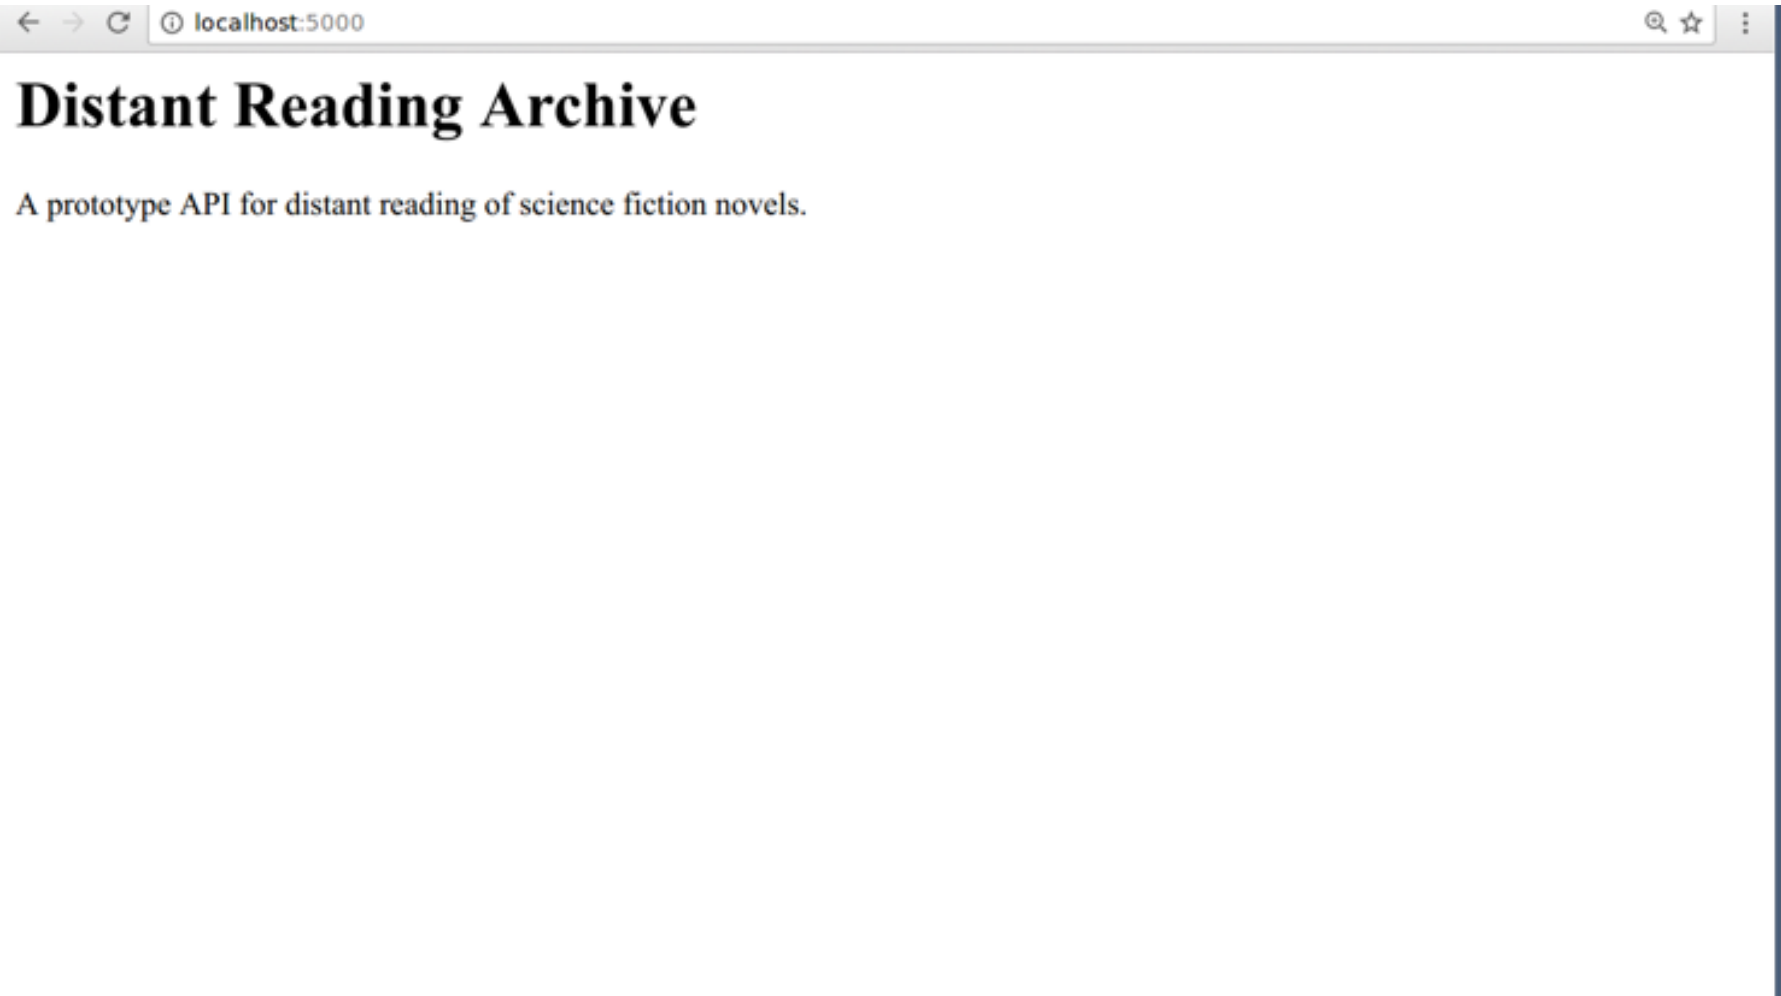 localhost:5000
Distant Reading Archive
A prototype API for distant reading of science fiction novels.